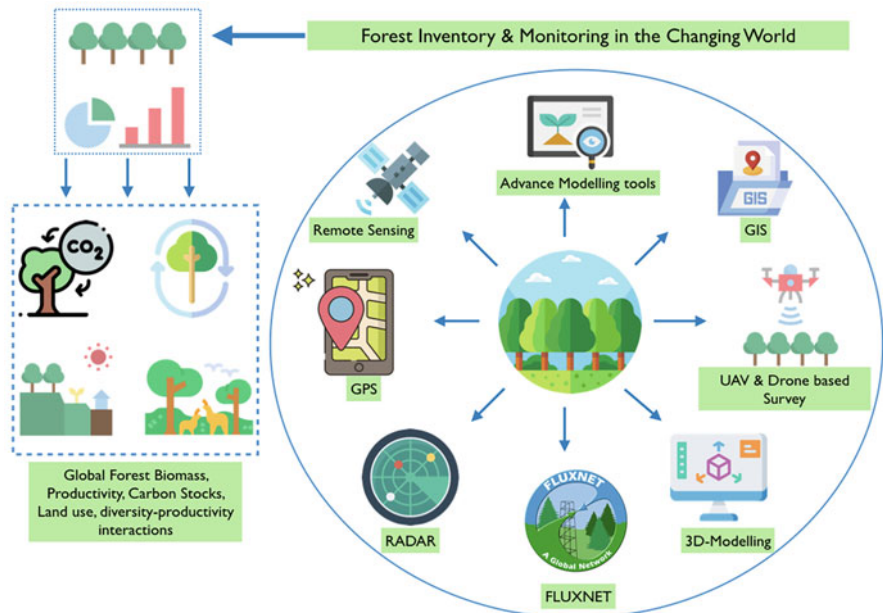 Forest Inventory & Monitoring in the Changing World
Advance Modelling tools
Remote Sensing
GIS
GIS
CO2
GPS
UAV & Drone based
Survey
Global Forest Biomass,
Productivity, Carbon Stocks,
Land use, diversity-productivity
interactions
RADAR
FLUXNET
A Global Network
FLUXNET
3D-Modelling